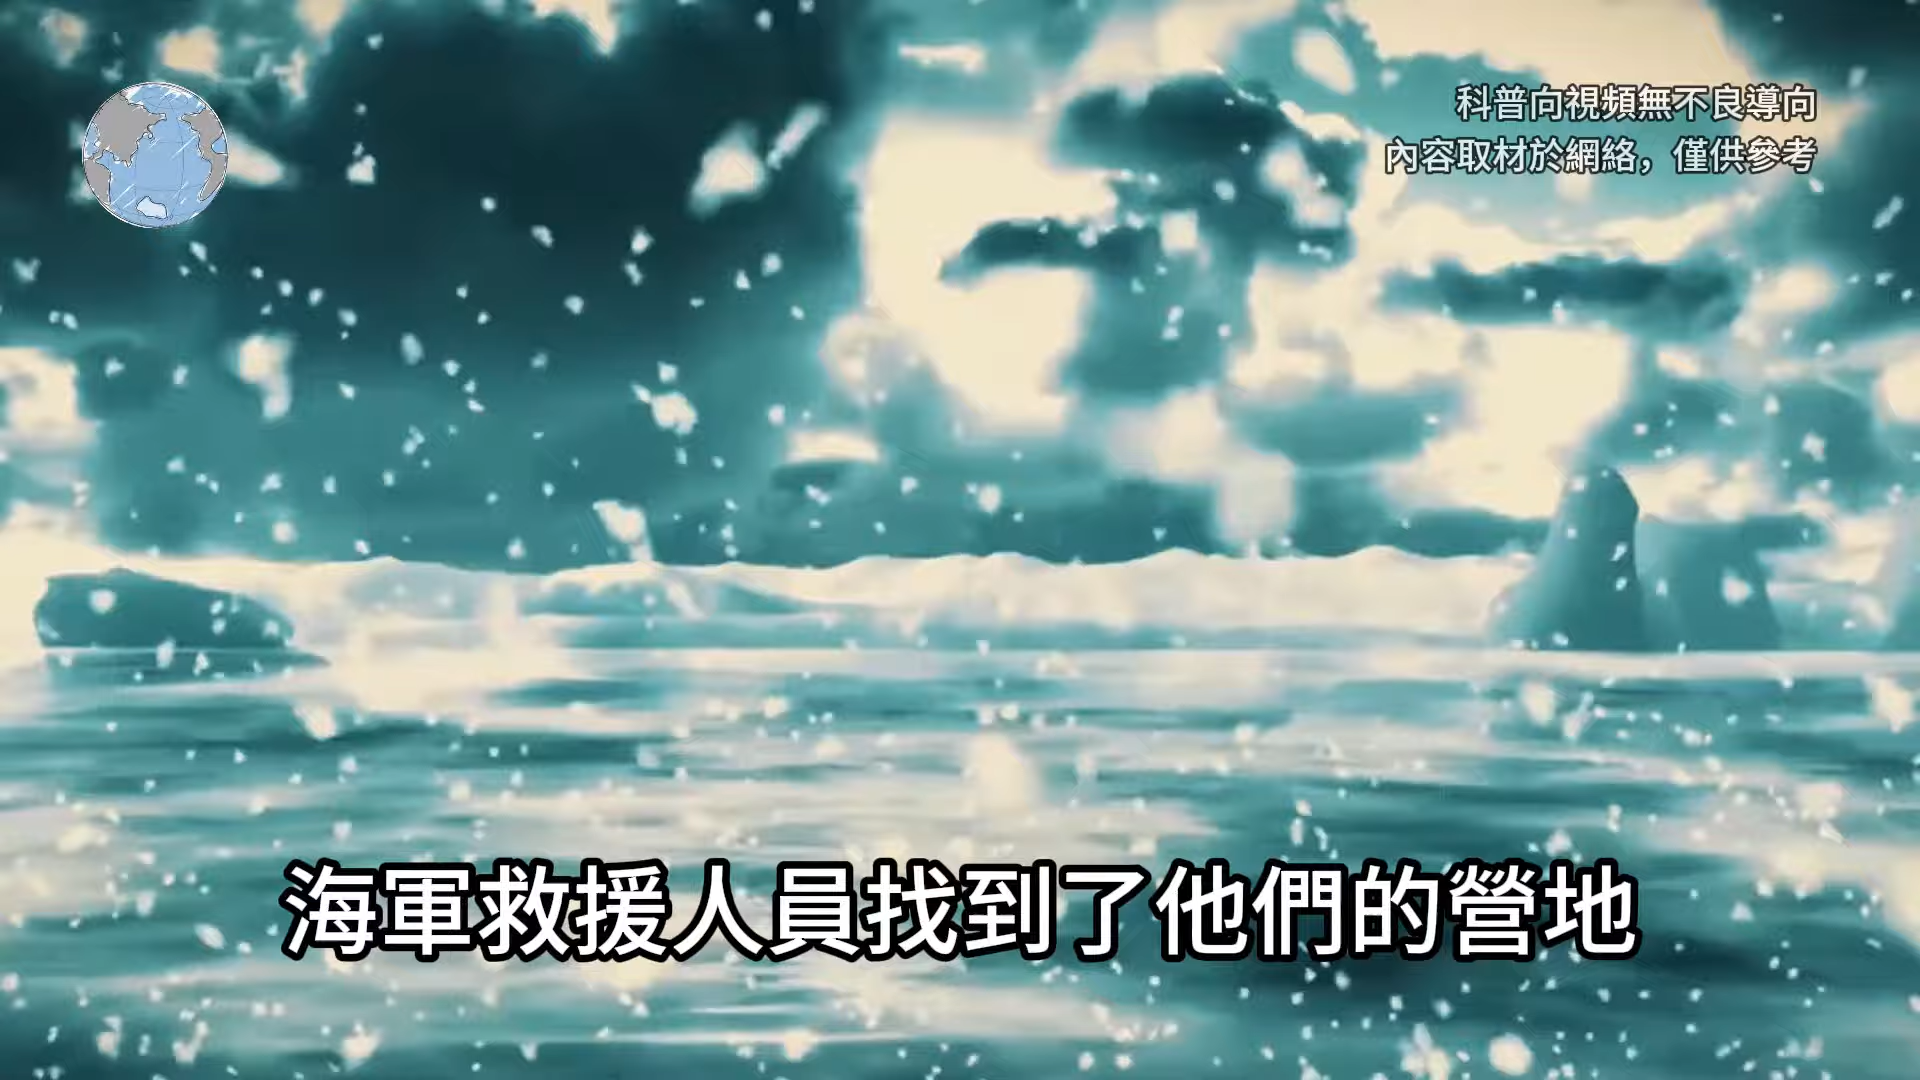 科普向視頻無不良導向
內容取材於網絡，僅供參考
海軍救援人員找到了他們的營地